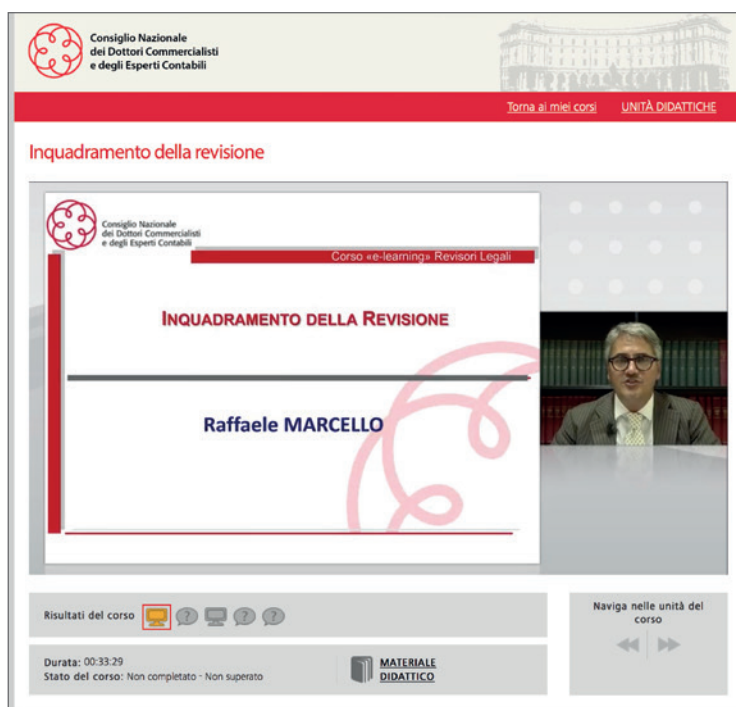 Consiglio Nazionale
dei Dottori Commercialisti
e degli Esperti Contabili
Torna ai miei corsi UNITÀ DIDATTICHE
Inquadramento della revisione
Consiglio Nazionale
dei Dottori Commercialisti
e degli Esperti Contabili
Corso «e-learning» Revisori Legali
INQUADRAMENTO DELLA REVISIONE
Raffaele MARCELLO
Risultati del corso ? ? ?
Naviga nelle unità del
corso
Durata: 00:33:29
Stato del corso: Non completato - Non superato
MATERIALE
DIDATTICO